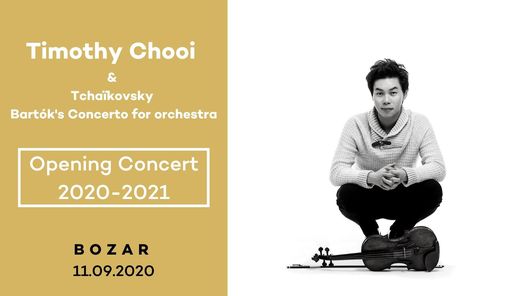 Timothy Chooi
&
Tchaïkovsky
Bartók's Concerto for orchestra
Opening Concert
2020-2021
BOZAR
11.09.2020